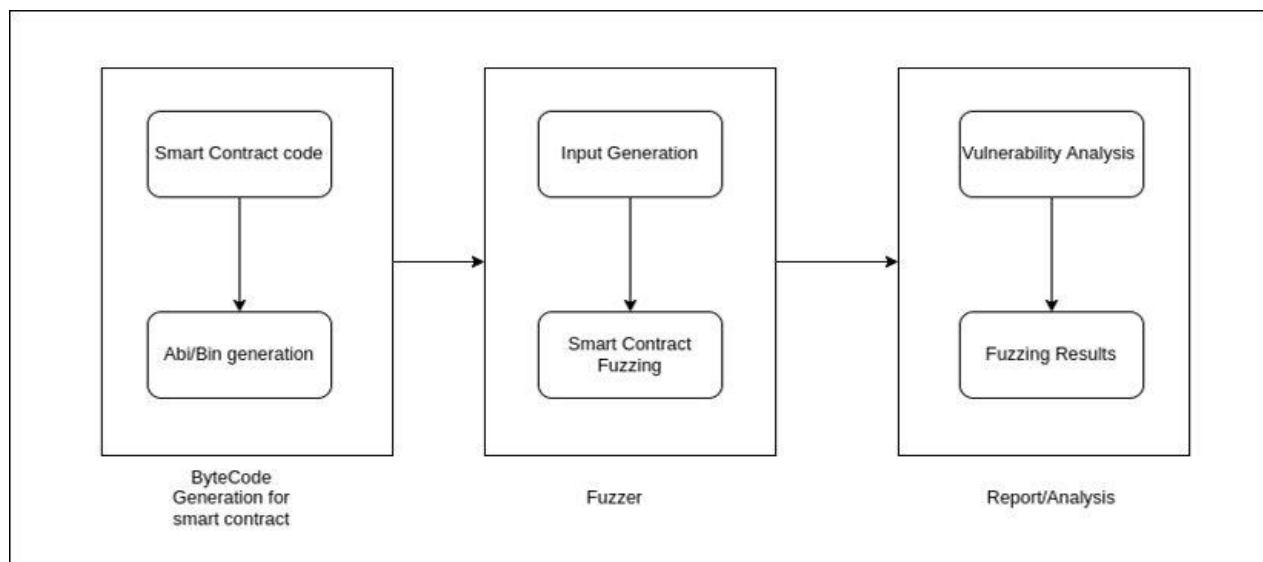 Smart Contract code
Abi/Bin generation
ByteCode
Generation for
smart contract
Input Generation
Smart Contract
Fuzzing
Fuzzer
Vulnerability Analysis
Fuzzing Results
Report/Analysis